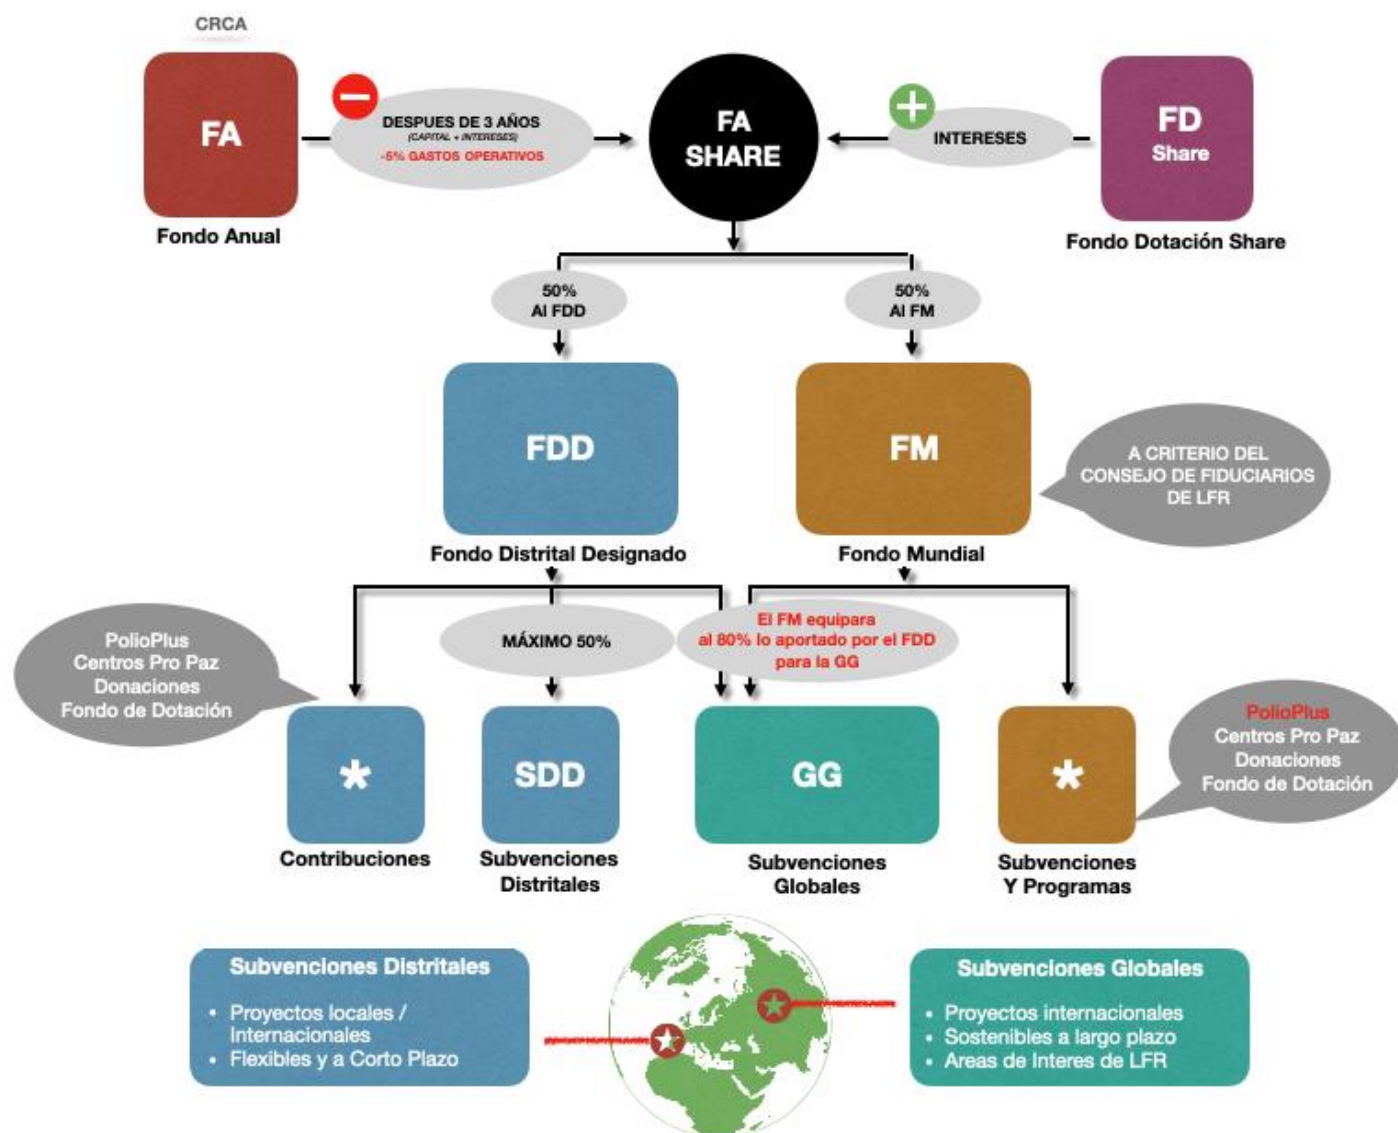 CRCA
FA
Fondo Anual
DESPUES DE 3 AÑOS
(CAPITAL + INTERESES)
-5% GASTOS OPERATIVOS
FA
SHARE
INTERESES
FD
Share
Fondo Dotación Share
50%
Al FDD
50%
Al FM
FDD
Fondo Distrital Designado
FM
Fondo Mundial
A CRITERIO DEL
CONSEJO DE FIDUCIARIOS
DE LFR
PolioPlus
Centros Pro Paz
Donaciones
Fondo de Dotación
MÁXIMO 50%
El FM equipara
al 80% lo aportado por el FDD
para la GG
*
Contribuciones
SDD
Subvenciones
Distritales
GG
Subvenciones
Globales
*
Subvenciones
Y Programas
PolioPlus
Centros Pro Paz
Donaciones
Fondo de Dotación
Subvenciones Distritales
• Proyectos locales /
Internacionales
• Flexibles y a Corto Plazo
Subvenciones Globales
• Proyectos internacionales
• Sostenibles a largo plazo
• Areas de Interes de LFR